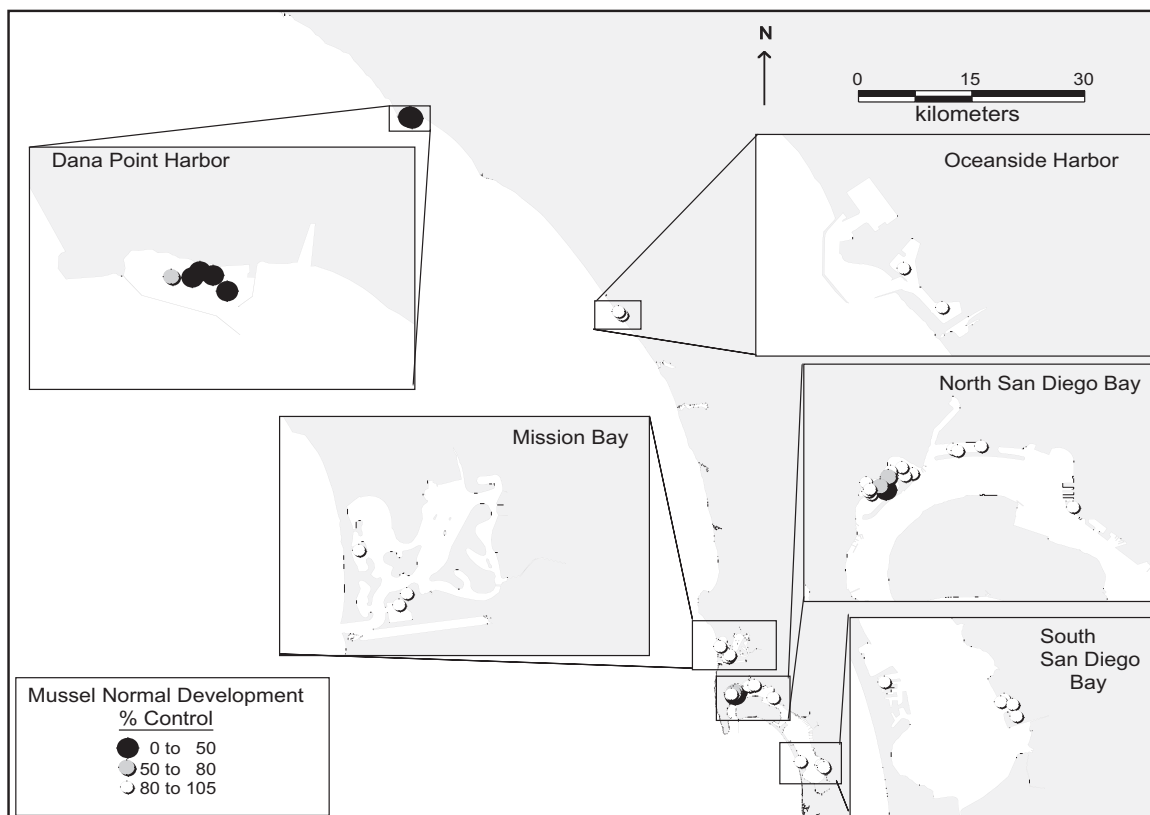 N
0 15 30
kilometers
Dana Point Harbor
Oceanside Harbor
North San Diego Bay
Mission Bay
South
San Diego
Bay
Mussel Normal Development
% Control
0 to 50
50 to 80
80 to 105